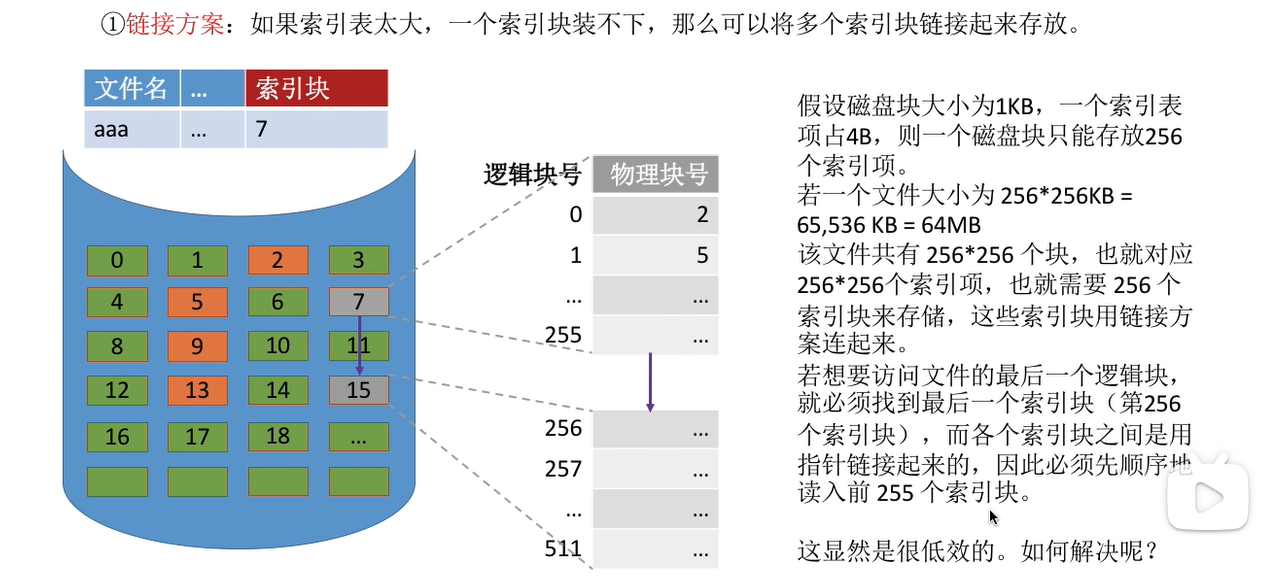 ①链接方案：如果索引表太大，一个索引块装不下，那么可以将多个索引块链接起来存放。
文件名 ... 索引块
aaa ... 7
0 1 2 3
4 5 6 7
8 9 10 11
12 13 14 15
16 17 18 ...
逻辑块号 物理块号
0 2
1 5
... ...
255 ...
256 ...
257 ...
... ...
511 ...
假设磁盘块大小为1KB，一个索引表
项占4B，则一个磁盘块只能存放256
个索引项。
若一个文件大小为 256*256KB =
65,536 KB = 64MB
该文件共有 256*256 个块，也就对应
256*256个索引项，也就需要 256 个
索引块来存储，这些索引块用链接方
案连起来。
若想要访问文件的最后一个逻辑块，
就必须找到最后一个索引块（第256
个索引块），而各个索引块之间是用
指针链接起来的，因此必须先顺序地
读入前 255 个索引块。
这显然是很低效的。如何解决呢？